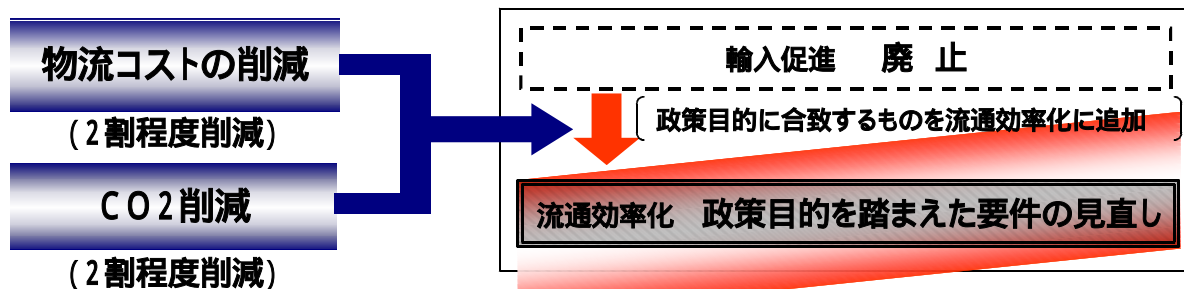 物流コストの削減
(2割程度削減)
CO2削減
(2割程度削減)
輸入促進 廃止
政策目的に合致するものを流通効率化に追加
流通効率化 政策目的を踏まえた要件の見直し